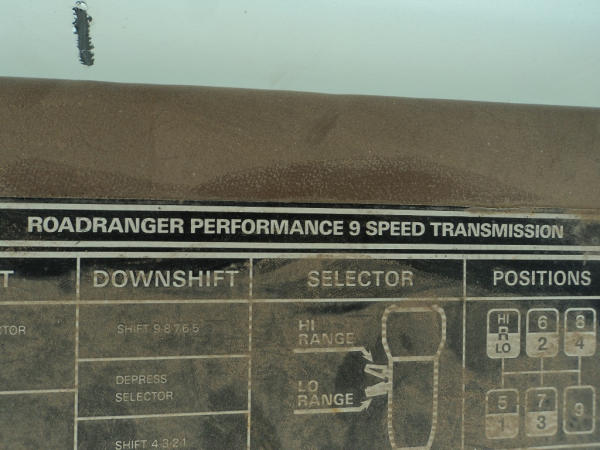 ROADRANGER PERFORMANCE 9 SPEED TRANSMISSION
T DOWNSHIFT SELECTOR POSITIONS
CTOR
SHIFT 9-8-7-6-5
DEPRESS
SELECTOR
SHIFT 4-3-2-1
HI
RANGE
LO
RANGE
HI 6 8
R
LO 2 4
5 7 9
1 3